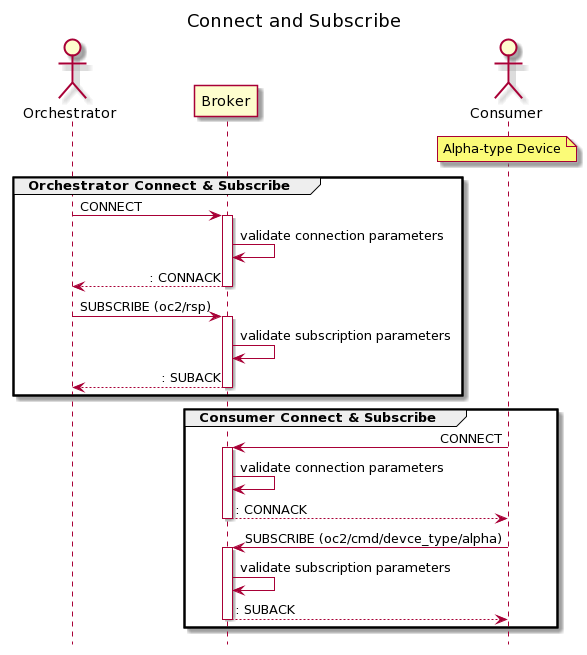 Connect and Subscribe
Orchestrator
Broker
Consumer
Alpha-type Device
Orchestrator Connect & Subscribe
CONNECT
validate connection parameters
: CONNACK
SUBSCRIBE (oc2/rsp)
validate subscription parameters
: SUBACK
Consumer Connect & Subscribe
CONNECT
validate connection parameters
: CONNACK
SUBSCRIBE (oc2/cmd/devce_type/alpha)
validate subscription parameters
: SUBACK